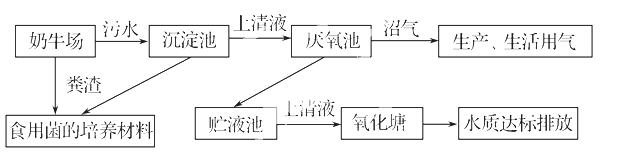 污水 上清液 沼气
奶牛场 沉淀池 厌氧池 生产、生活用气
粪渣
上清液
食用菌的培养材料 贮液池 氧化塘 水质达标排放